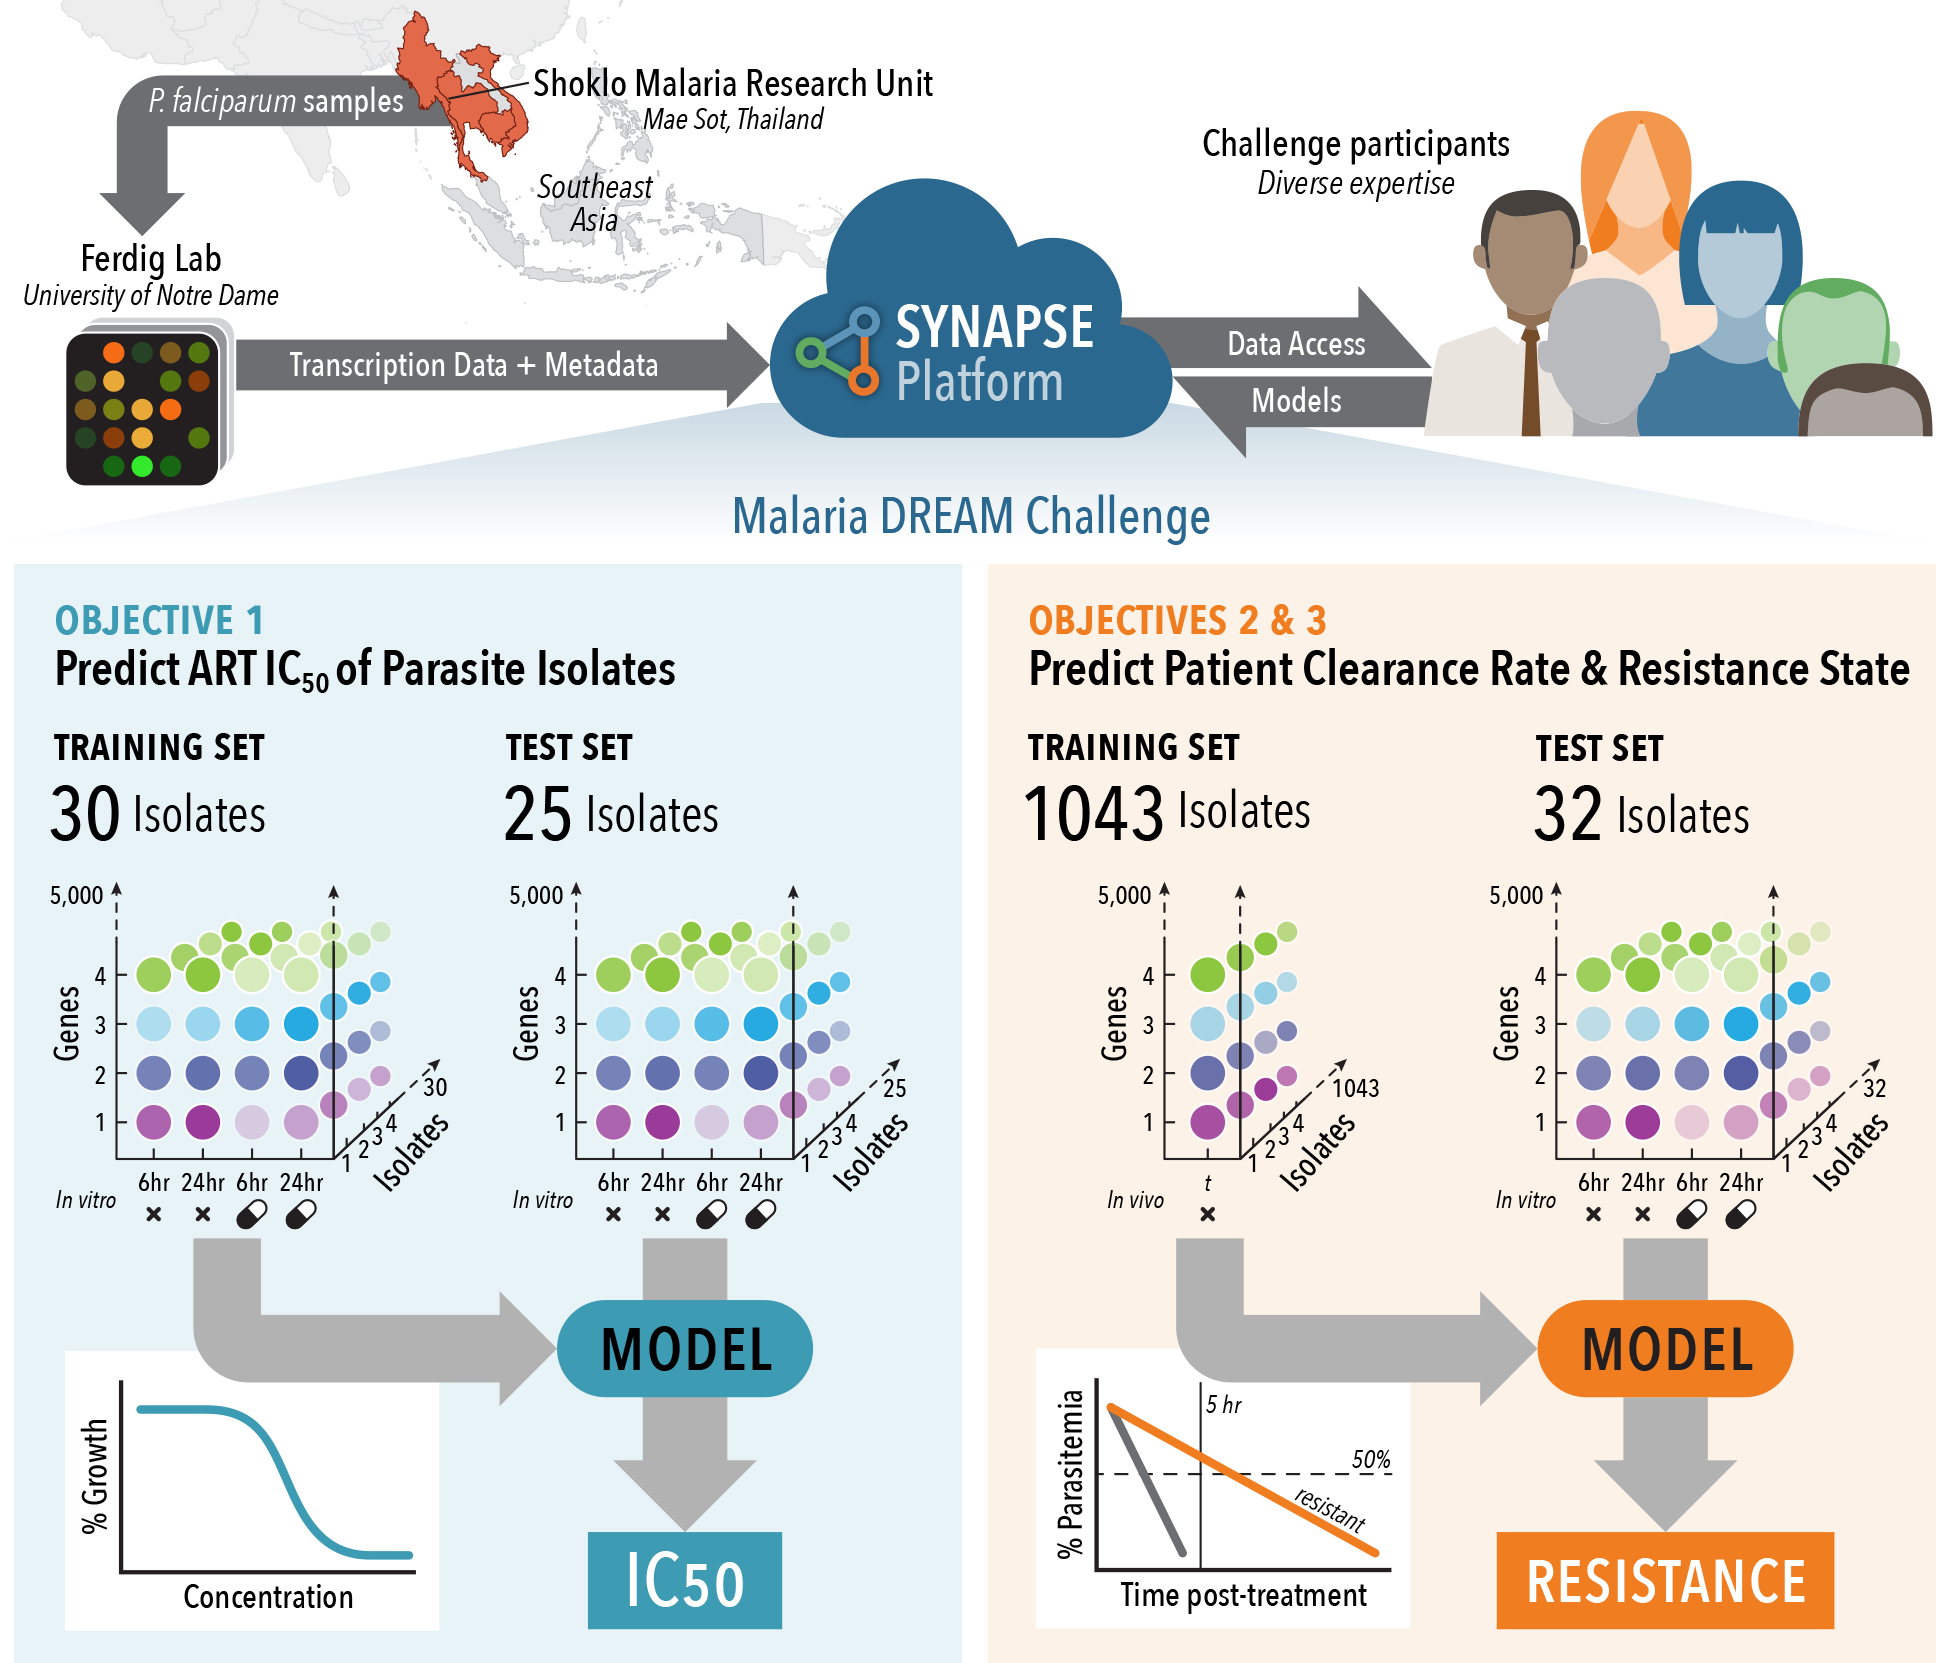 P. falciparum samples
Shoklo Malaria Research Unit
Mae Sot, Thailand
Southeast
Asia
Challenge participants
Diverse expertise
Ferdig Lab
University of Notre Dame
Transcription Data + Metadata
SYNAPSE
Platform
Data Access
Models
Malaria DREAM Challenge
OBJECTIVE 1
Predict ART IC50 of Parasite Isolates
TRAINING SET
30 Isolates
TEST SET
25 Isolates
5,000
4
3
2
1
Genes
30
4
3
2
1
Isolates
In vitro
6hr 24hr 6hr 24hr
5,000
4
3
2
1
Genes
25
4
3
2
1
Isolates
In vitro
6hr 24hr 6hr 24hr
MODEL
% Growth
Concentration
IC50
OBJECTIVES 2 & 3
Predict Patient Clearance Rate & Resistance State
TRAINING SET
1043 Isolates
TEST SET
32 Isolates
5,000
4
3
2
1
Genes
1043
4
3
2
1
Isolates
In vivo
t
5,000
4
3
2
1
Genes
32
4
3
2
1
Isolates
In vitro
6hr 24hr 6hr 24hr
MODEL
% Parasitemia
5 hr
50%
resistant
Time post-treatment
RESISTANCE